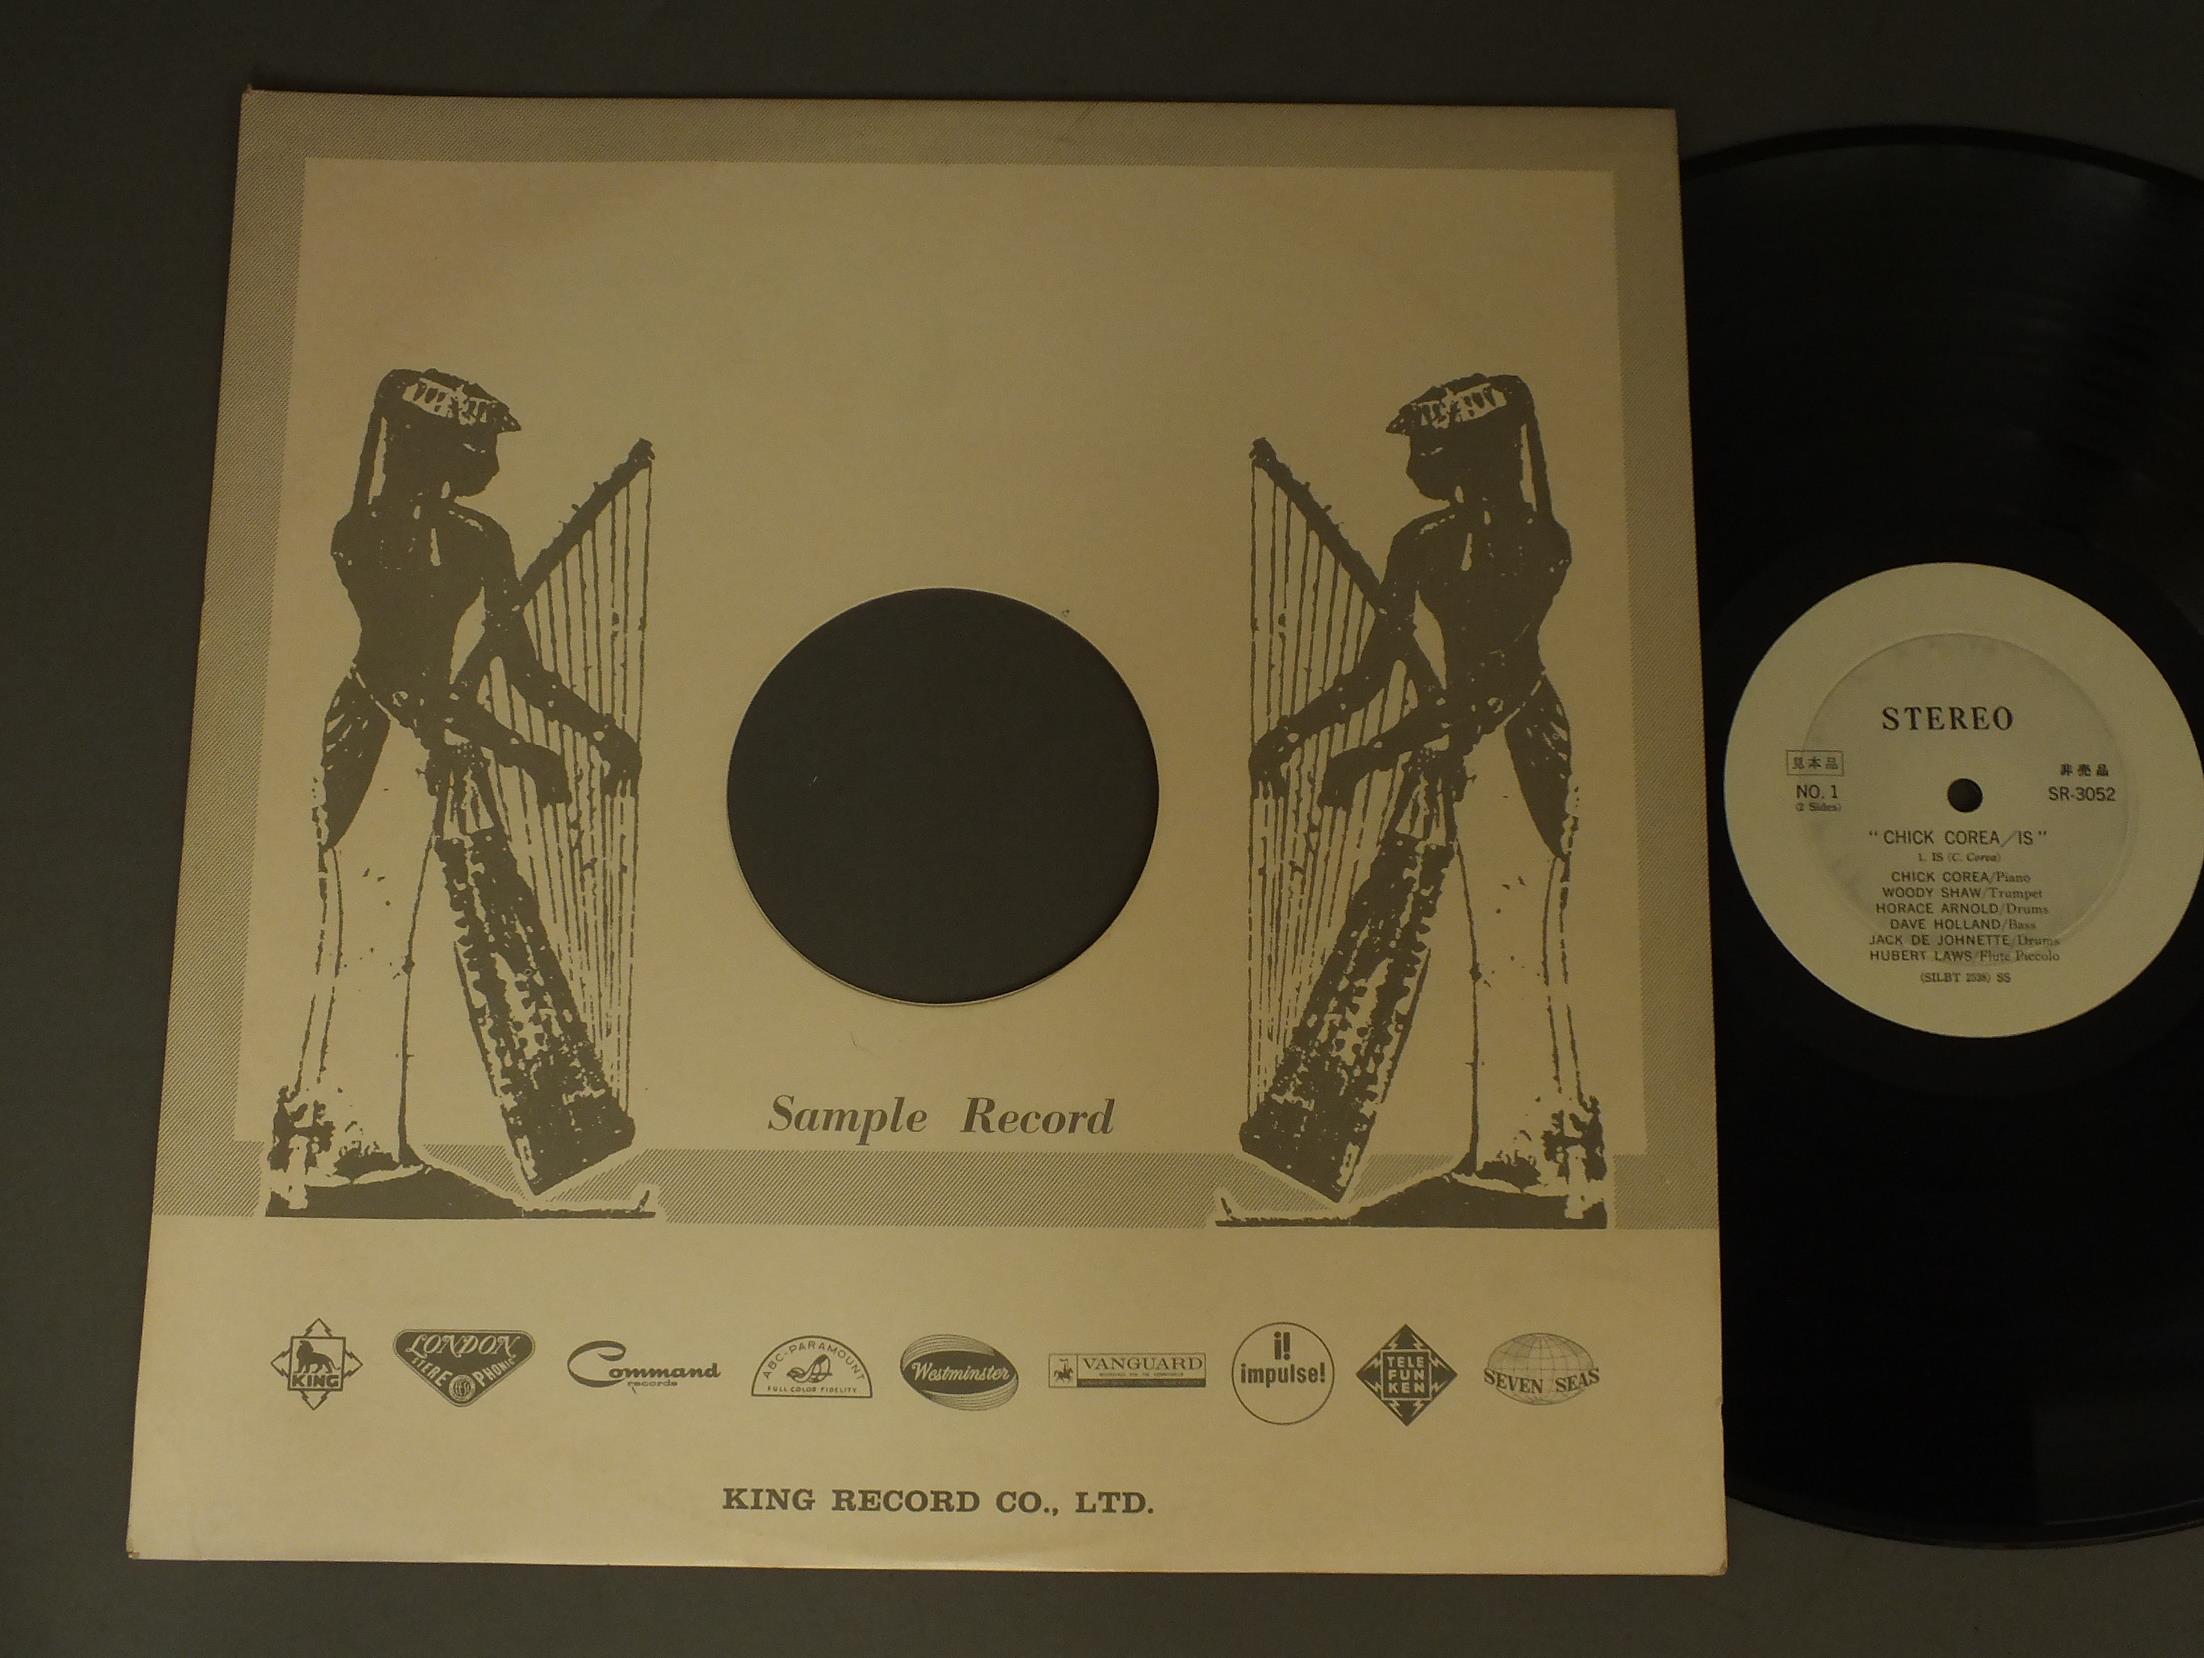 Sample Record
KING
LONDON
STEREOPHONIC
Command
records
ABC-PARAMOUNT
FULL COLOR FIDELITY
Westminster
VANGUARD
i!
impulse!
TELE
FUN
KEN
SEVEN SEAS
KING RECORD CO., LTD.
STEREO
見本品
非売品
NO. 1
SR-3052
(2 Sides)
"CHICK COREA/IS"
1. IS (C. Corea)
CHICK COREA/Piano
WOODY SHAW/Trumpet
HORACE ARNOLD/Drums
DAVE HOLLAND/Bass
JACK DE JOHNETTE/Drums
HUBERT LAWS/Flute Piccolo
(SILBT 2538) SS